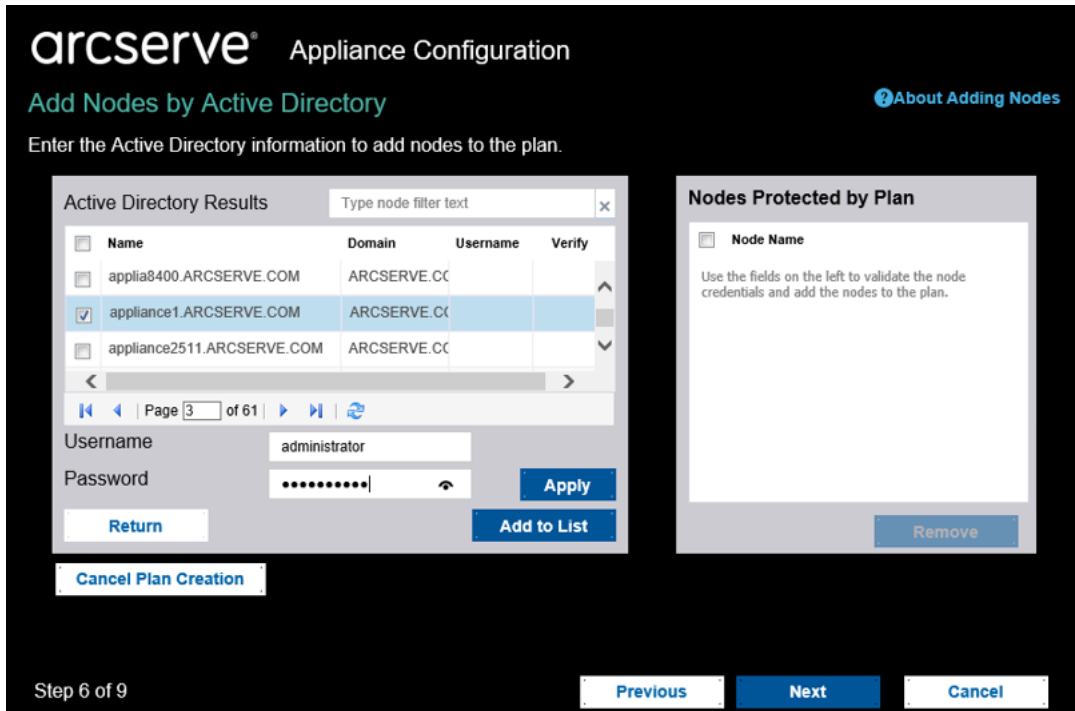 arcserve® Appliance Configuration
Add Nodes by Active Directory
?About Adding Nodes
Enter the Active Directory information to add nodes to the plan.
Active Directory Results
Type node filter text
x
Name Domain Username Verify
applia8400.ARCSERVE.COM ARCSERVE.CO
appliance1.ARCSERVE.COM ARCSERVE.CO
appliance2511.ARCSERVE.COM ARCSERVE.CO
Page 3 of 61
Username administrator
Password ••••••••••
Apply
Return
Add to List
Nodes Protected by Plan
Node Name
Use the fields on the left to validate the node
credentials and add the nodes to the plan.
Remove
Cancel Plan Creation
Step 6 of 9
Previous
Next
Cancel